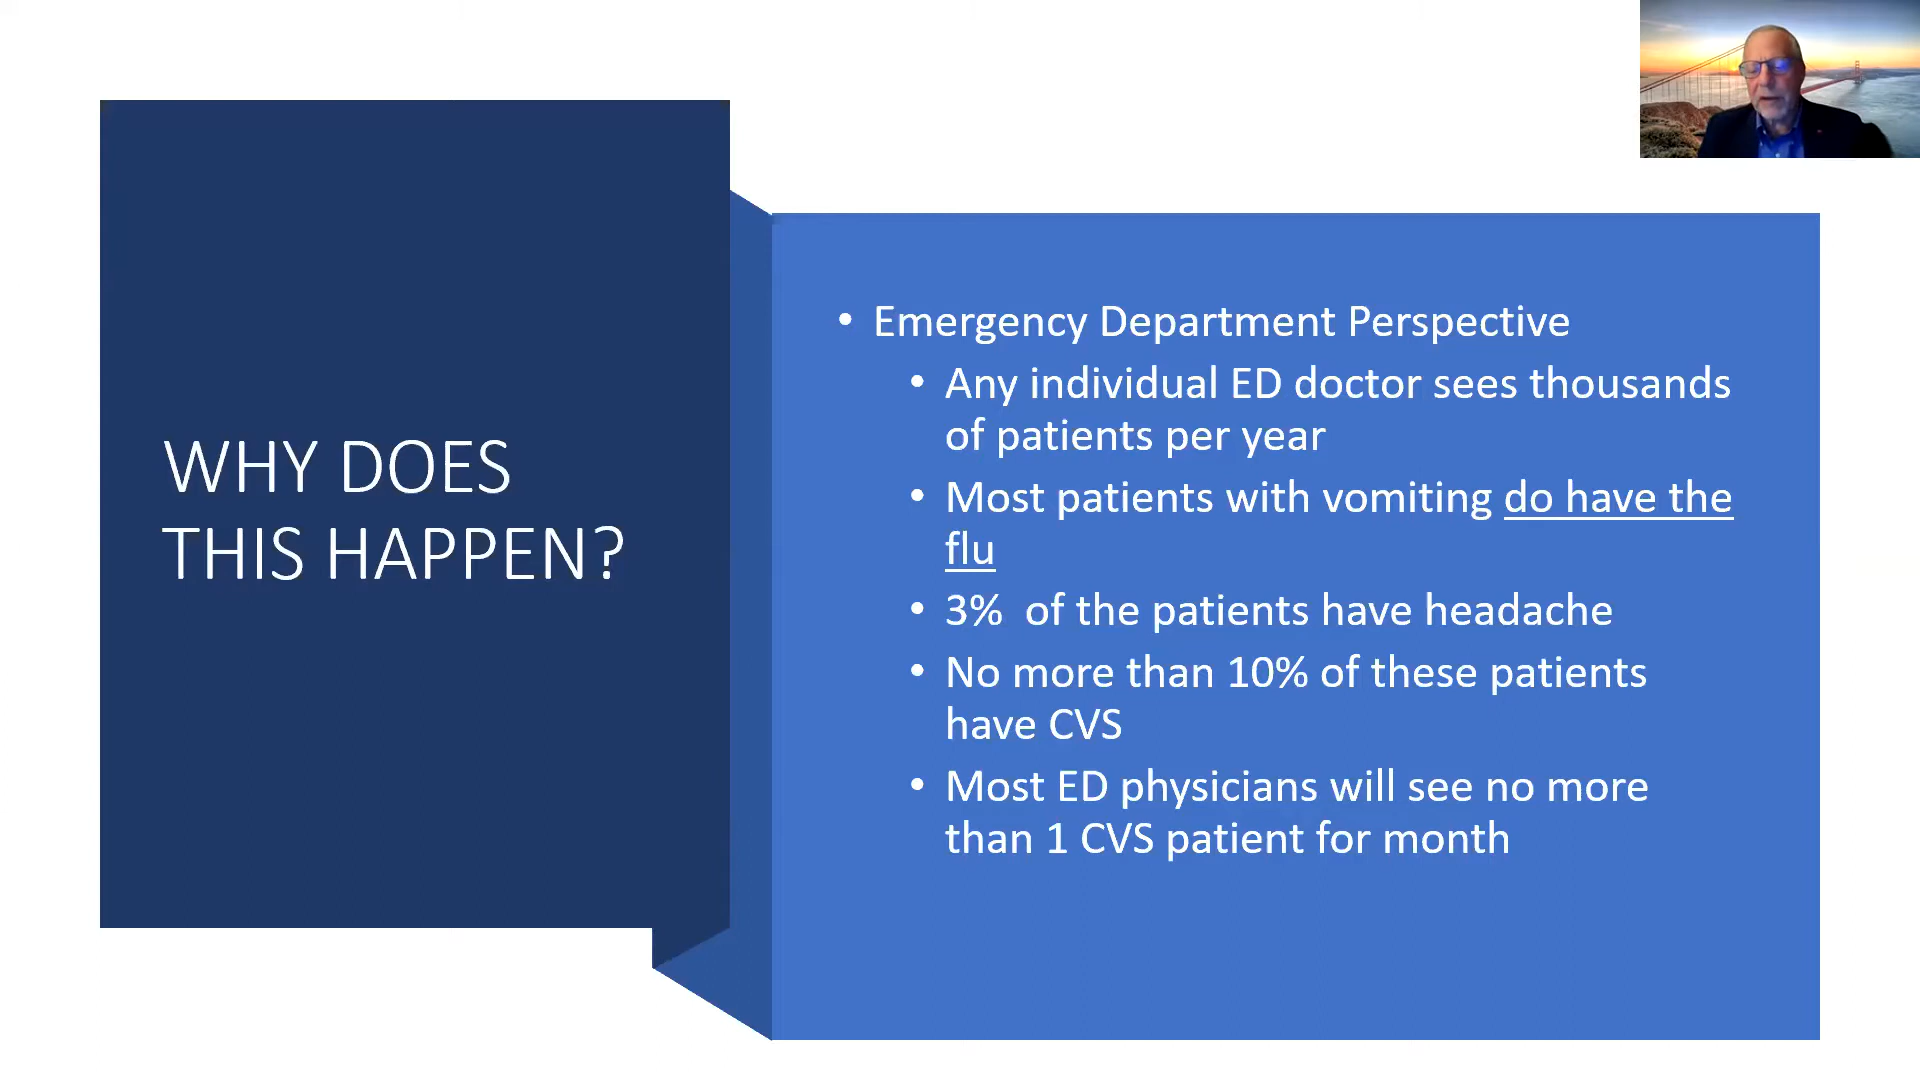 WHY DOES
THIS HAPPEN?
• Emergency Department Perspective
• Any individual ED doctor sees thousands
of patients per year
• Most patients with vomiting do have the
flu
• 3%  of the patients have headache
• No more than 10% of these patients
have CVS
• Most ED physicians will see no more
than 1 CVS patient for month